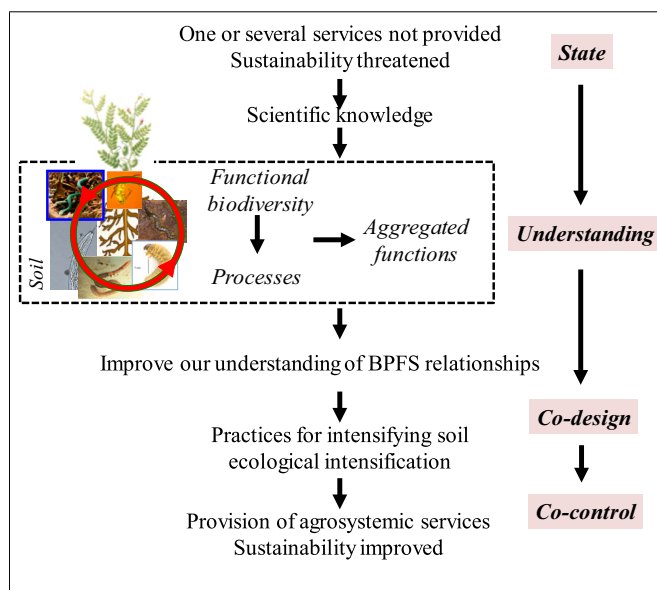 One or several services not provided
Sustainability threatened
State
Scientific knowledge
Functional
biodiversity
Aggregated
functions
Processes
Soil
Understanding
Improve our understanding of BPFS relationships
Practices for intensifying soil
ecological intensification
Co-design
Provision of agrosystemic services
Sustainability improved
Co-control